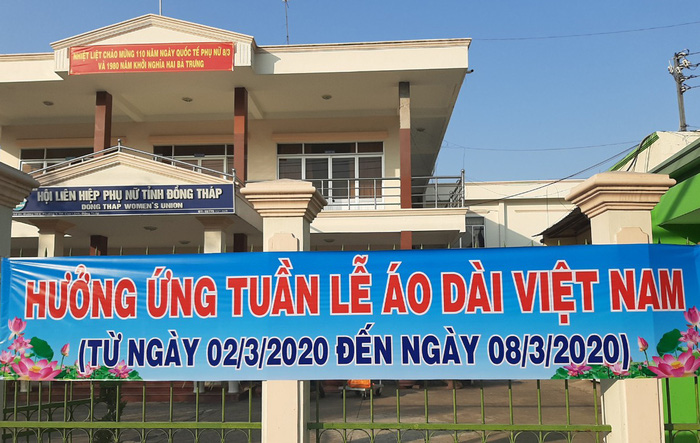 NHIỆT LIỆT CHÀO MỪNG 110 NĂM NGÀY QUỐC TẾ PHỤ NỮ 8/3
VÀ 1980 NĂM KHỞI NGHĨA HAI BÀ TRƯNG
HỘI LIÊN HIỆP PHỤ NỮ TỈNH ĐỒNG THÁP
DONG THAP WOMEN'S UNION
HƯỞNG ỨNG TUẦN LỄ ÁO DÀI VIỆT NAM
(TỪ NGÀY 02/3/2020 ĐẾN NGÀY 08/3/2020)